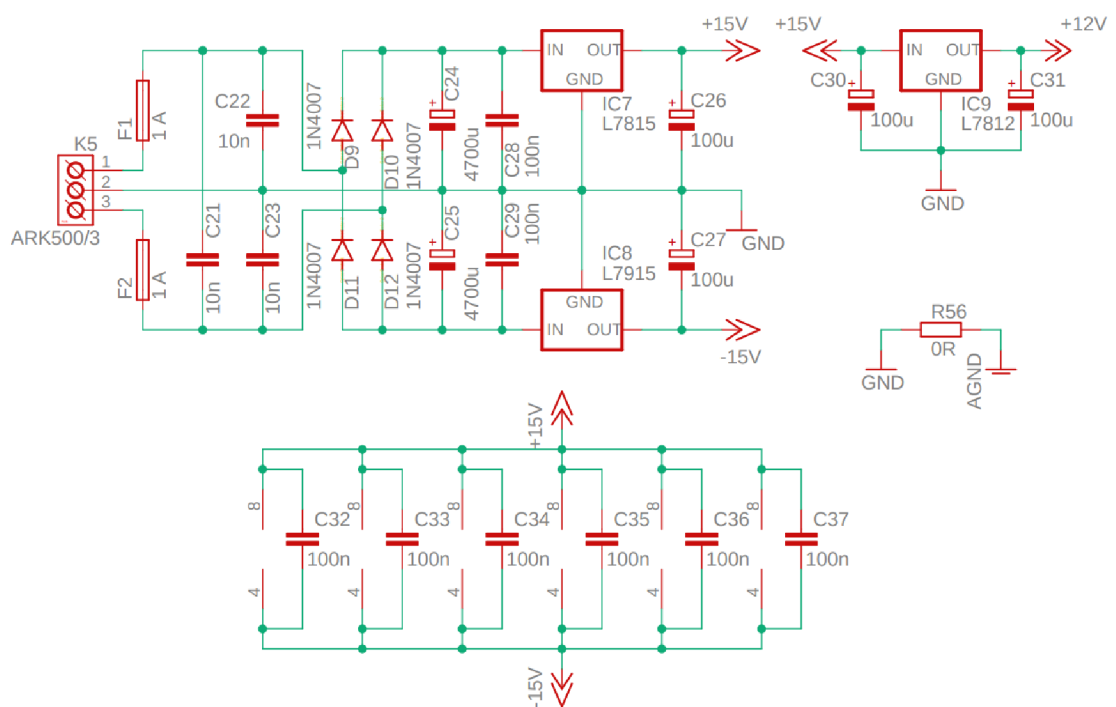 +15V
+15V
+12V
IN
OUT
GND
IC7
L7815
C24
4700u
C28
100n
C26
100u
C22
10n
1N4007
D9
D10
1N4007
F1
1 A
K5
1
2
3
ARK500/3
IN
OUT
GND
IC9
L7812
C30
100u
C31
100u
GND
F2
1 A
C21
10n
C23
10n
1N4007
D11
D12
1N4007
C25
4700u
C29
100n
IC8
L7915
C27
100u
GND
GND
IN
OUT
-15V
R56
0R
GND
AGND
+15V
8
C32
100n
4
8
C33
100n
4
8
C34
100n
4
8
C35
100n
4
8
C36
100n
4
8
C37
100n
4
-15V
+
+
+
+
+
+